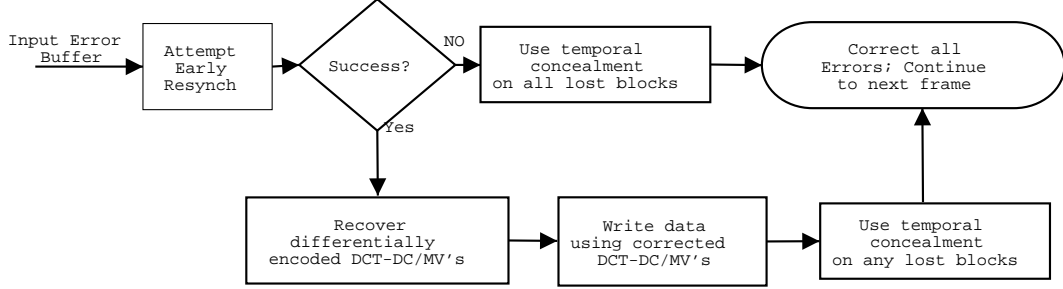 Input Error
Buffer
Attempt
Early
Resynch
Success?
NO
Yes
Use temporal
concealment
on all lost blocks
Correct all
Errors; Continue
to next frame
Recover
differentially
encoded DCT-DC/MV's
Write data
using corrected
DCT-DC/MV's
Use temporal
concealment
on any lost blocks